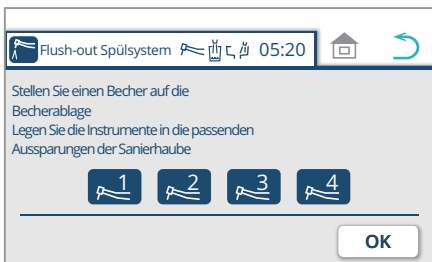 Flush-out Spülsystem 05:20
Stellen Sie einen Becher auf die
Becherablage
Legen Sie die Instrumente in die passenden
Aussparungen der Sanierhaube
1 2 3 4
OK